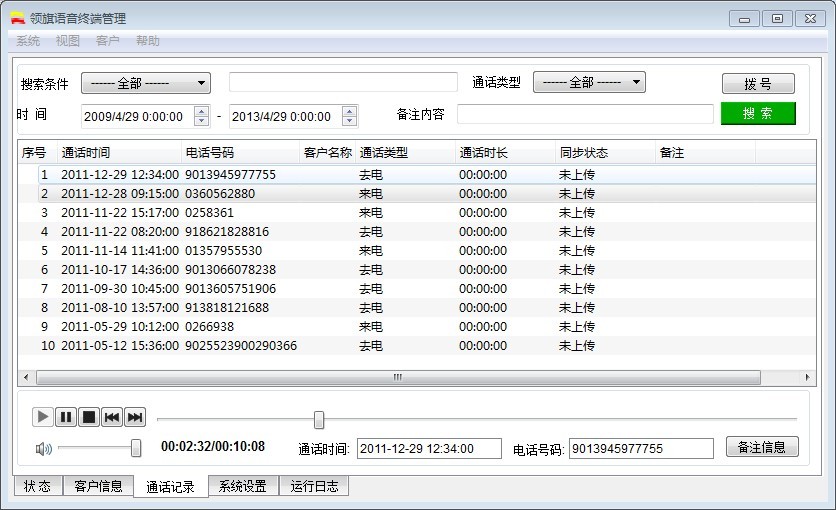 领旗语音终端管理
系统 视图 客户 帮助
搜索条件 ------ 全部 ------ 通话类型 ------ 全部 ------ 拨 号
时 间 2009/4/29 0:00:00 - 2013/4/29 0:00:00 备注内容 搜 索
序号 通话时间 电话号码 客户名称 通话类型 通话时长 同步状态 备注
1 2011-12-29 12:34:00 9013945977755 去电 00:00:00 未上传
2 2011-12-28 09:15:00 0360562880 来电 00:00:00 未上传
3 2011-11-22 15:17:00 0258361 来电 00:00:00 未上传
4 2011-11-22 08:20:00 918621828816 去电 00:00:00 未上传
5 2011-11-14 11:41:00 01357955530 来电 00:00:00 未上传
6 2011-10-17 14:36:00 9013066078238 去电 00:00:00 未上传
7 2011-09-30 10:45:00 9013605751906 去电 00:00:00 未上传
8 2011-08-10 13:57:00 913818121688 去电 00:00:00 未上传
9 2011-05-29 10:12:00 0266938 来电 00:00:00 未上传
10 2011-05-12 15:36:00 9025523900290366 去电 00:00:00 未上传
00:02:32/00:10:08 通话时间: 2011-12-29 12:34:00 电话号码: 9013945977755 备注信息
状 态 客户信息 通话记录 系统设置 运行日志